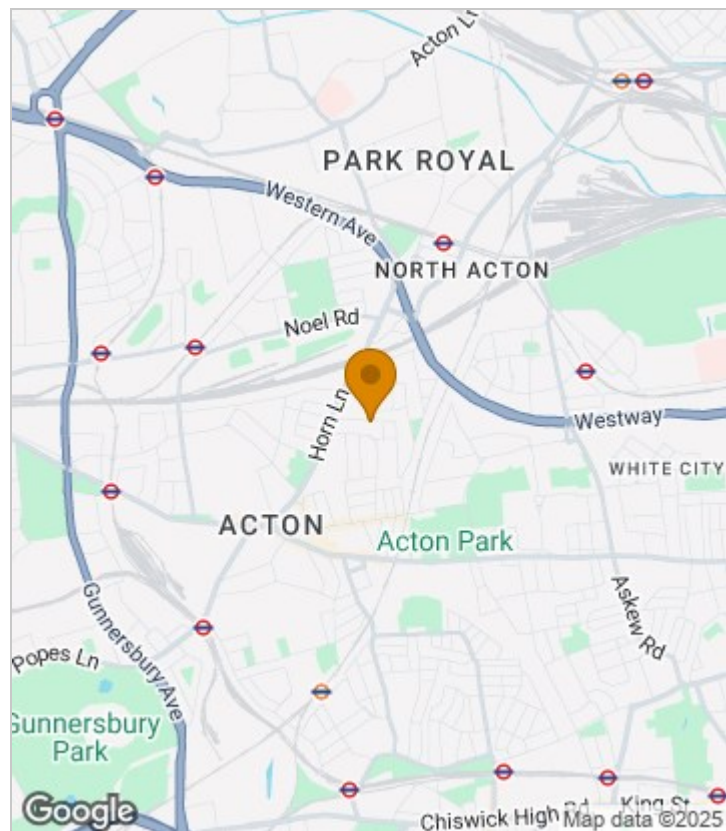 Acton Ln
PARK ROYAL
Western Ave
NORTH ACTON
Noel Rd
Horn Ln
Westway
WHITE CITY
ACTON
Acton Park
Askew Rd
Gunnersbury Ave
Popes Ln
Gunnersbury
Park
King St
Chiswick High Rd
Google
Map data ©2025